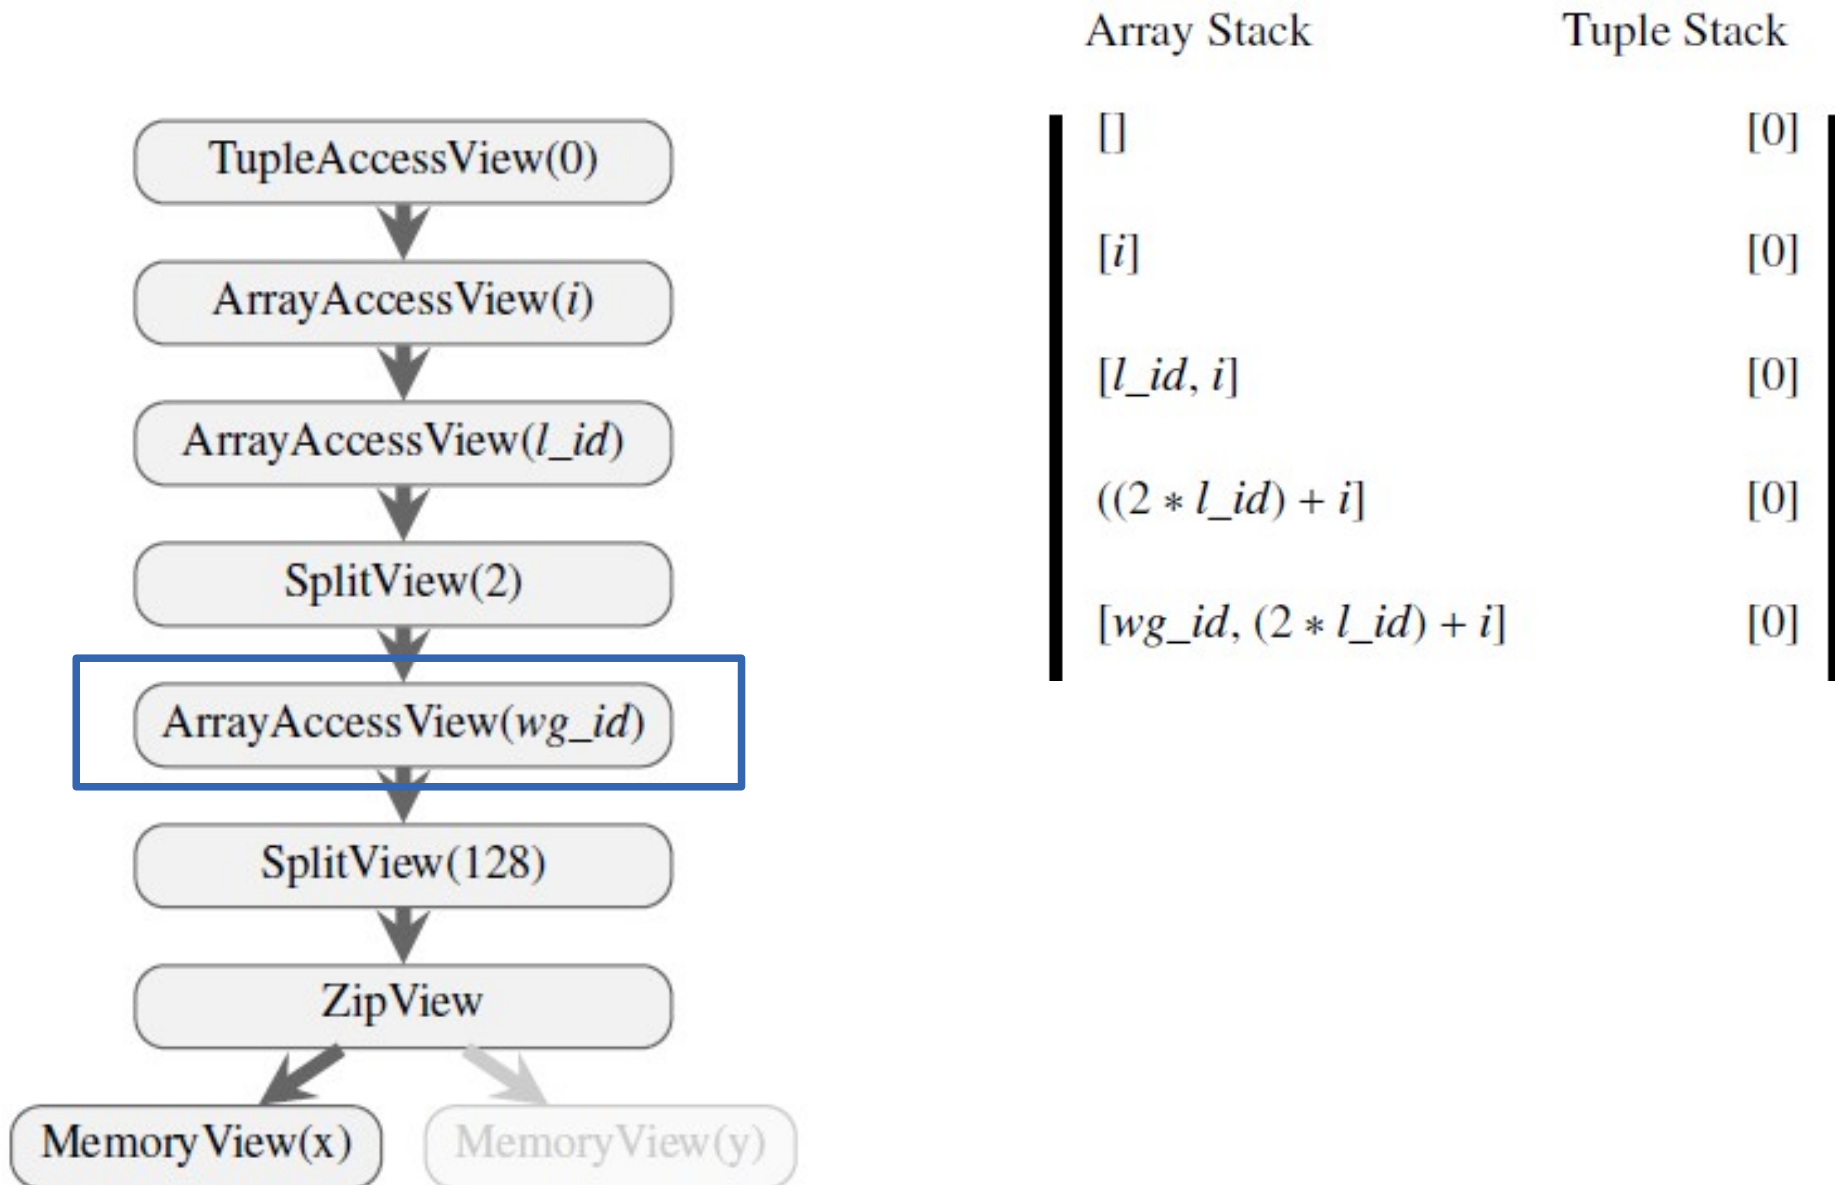 Array Stack Tuple Stack
TupleAccessView(0)
[] [0]
ArrayAccessView(i)
[i] [0]
ArrayAccessView(l_id)
[l_id, i] [0]
SplitView(2)
((2 * l_id) + i] [0]
ArrayAccessView(wg_id)
[wg_id, (2 * l_id) + i] [0]
SplitView(128)
ZipView
MemoryView(x) MemoryView(y)